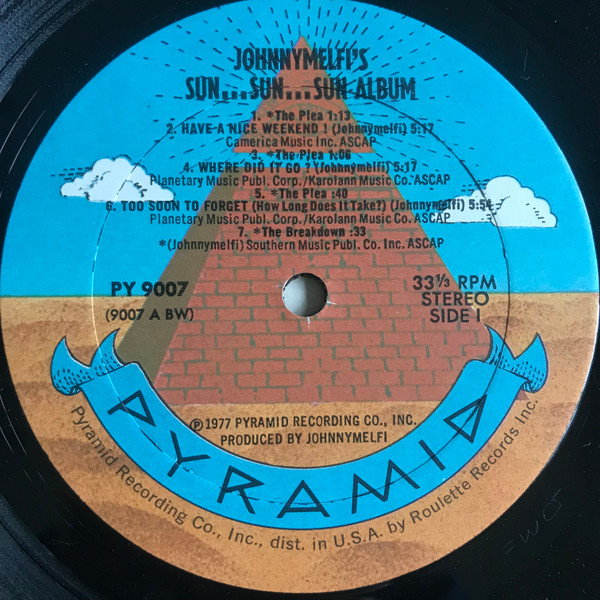 JOHNNYMELFI'S
SUN...SUN...SUN ALBUM
1. *The Plea 1:13
2. HAVE A NICE WEEKEND! (Johnnymelfi) 5:17
Camerica Music Inc. ASCAP
3. *The Plea 1:06
4. WHERE DID IT GO? (Johnnymelfi) 5:17
Planetary Music Publ. Corp./Karolann Music Co. ASCAP
5. *The Plea :40
6. TOO SOON TO FORGET (How Long Does It Take?) (Johnnymelfi) 5:54
Planetary Music Publ. Corp./Karolann Music Co. ASCAP
7. *The Breakdown :33
*(Johnnymelfi) Southern Music Publ. Co. Inc. ASCAP
PY 9007
(9007 A BW)
33⅓ RPM
STEREO
SIDE I
℗1977 PYRAMID RECORDING CO., INC.
PRODUCED BY JOHNNYMELFI
PYRAMID
Pyramid Recording Co., Inc., dist. in U.S.A. by Roulette Records Inc.